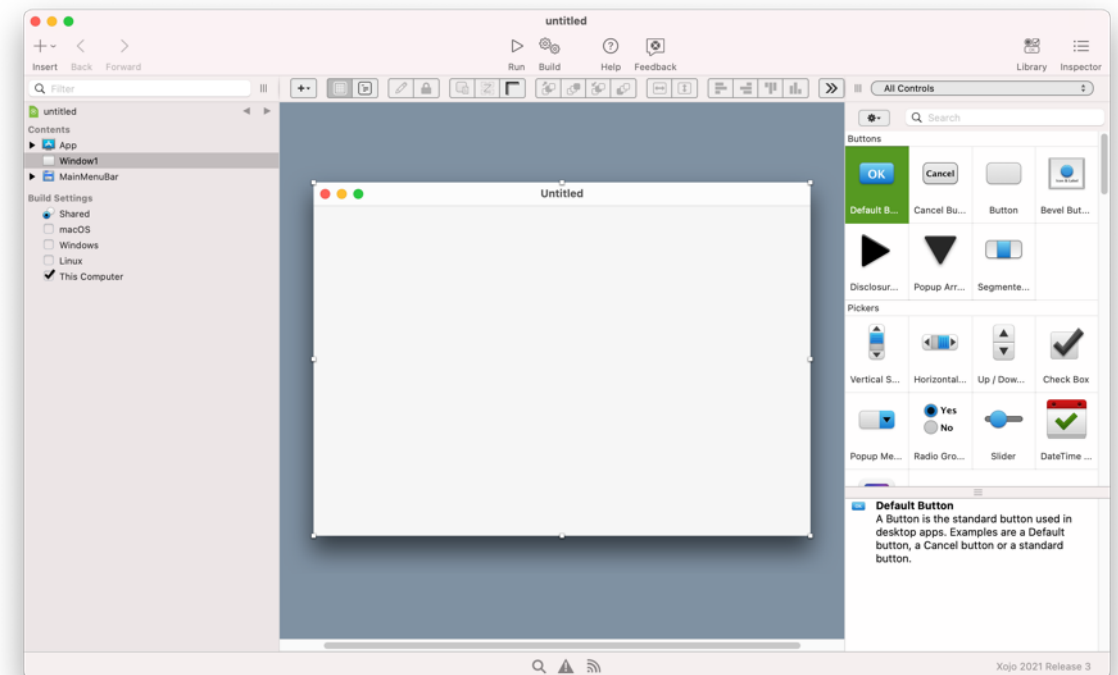 untitled
Insert Back Forward Run Build Help Feedback Library Inspector
Filter
All Controls
untitled
Contents
App
Window1
MainMenuBar
Build Settings
Shared
macOS
Windows
Linux
This Computer
Untitled
Search
Buttons
OK Cancel
Default B... Cancel Bu... Button Bevel But...
Disclosur... Popup Arr... Segmente...
Pickers
Vertical S... Horizontal... Up / Dow... Check Box
Yes
No
Popup Me... Radio Gro... Slider DateTime ...
Default Button
A Button is the standard button used in
desktop apps. Examples are a Default
button, a Cancel button or a standard
button.
Xojo 2021 Release 3